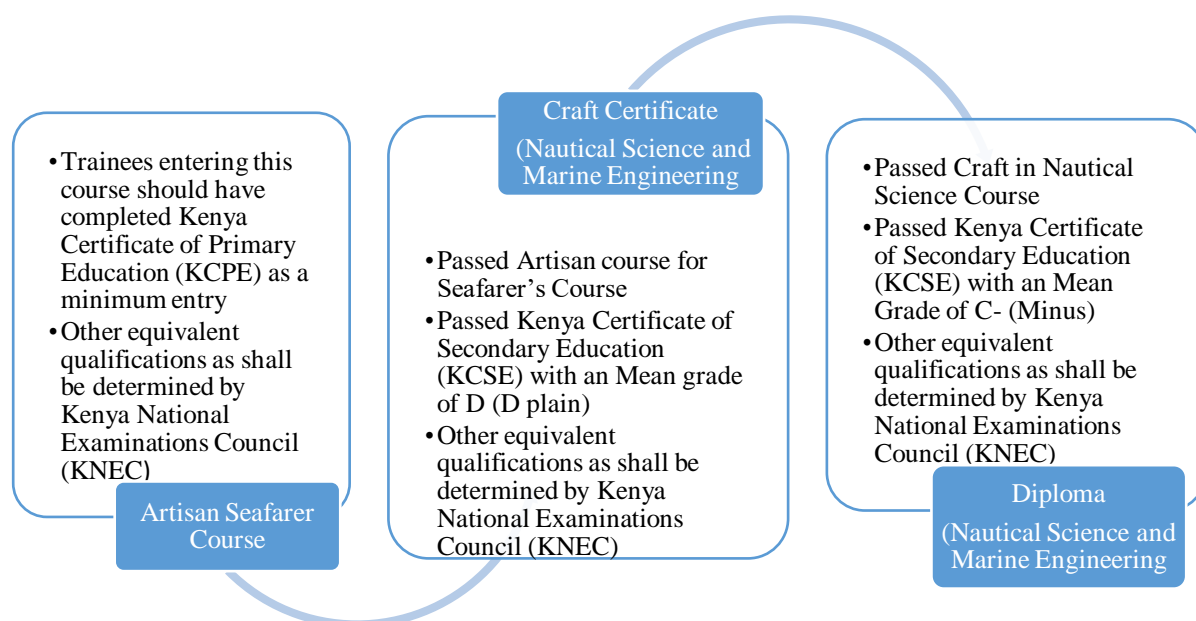 •Trainees entering this
course should have
completed Kenya
Certificate of Primary
Education (KCPE) as a
minimum entry
•Other equivalent
qualifications as shall
be determined by
Kenya National
Examinations Council
(KNEC)
Artisan Seafarer
Course
Craft Certificate
(Nautical Science and
Marine Engineering
•Passed Artisan course for
Seafarer’s Course
•Passed Kenya Certificate of
Secondary Education
(KCSE) with an Mean grade
of D (D plain)
•Other equivalent
qualifications as shall be
determined by Kenya
National Examinations
Council (KNEC)
•Passed Craft in Nautical
Science Course
•Passed Kenya Certificate
of Secondary Education
(KCSE) with an Mean
Grade of C- (Minus)
•Other equivalent
qualifications as shall be
determined by Kenya
National Examinations
Council (KNEC)
Diploma
(Nautical Science and
Marine Engineering